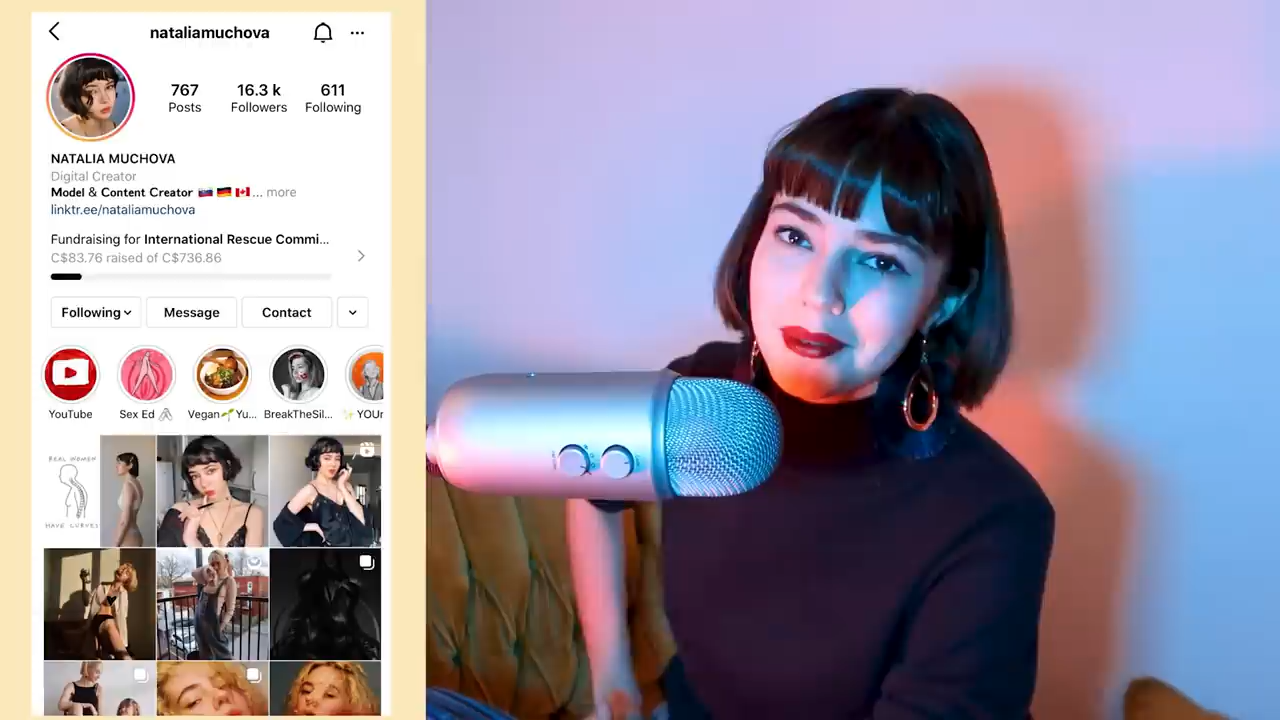 nataliamuchova
767
16.3 k
611
Posts
Followers
Following
NATALIA MUCHOVA
Digital Creator
Model & Content Creator 🇸🇰 🇩🇪 🇨🇦 ... more
linktr.ee/nataliamuchova
Fundraising for International Rescue Commi...
C$83.76 raised of C$736.86
Following
Message
Contact
YouTube
Sex Ed
Vegan🌱Yu...
BreakTheSil...
✨YOUr
REAL WOMEN
HAVE CURVES